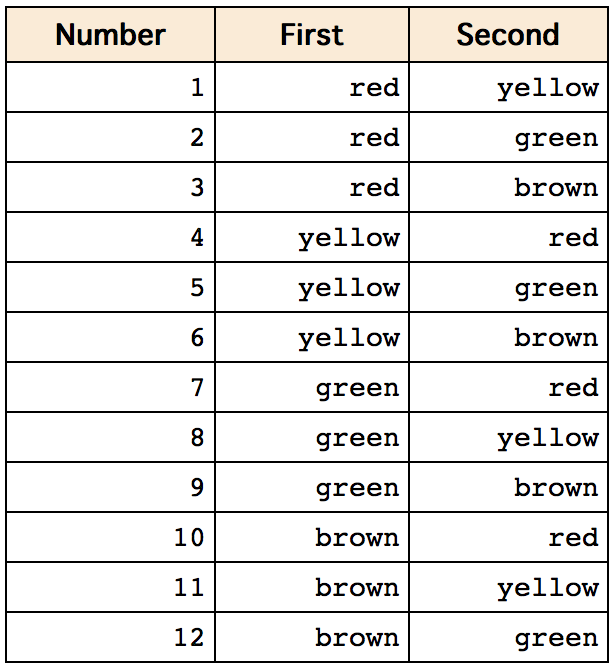 Number First Second
1 red yellow
2 red green
3 red brown
4 yellow red
5 yellow green
6 yellow brown
7 green red
8 green yellow
9 green brown
10 brown red
11 brown yellow
12 brown green